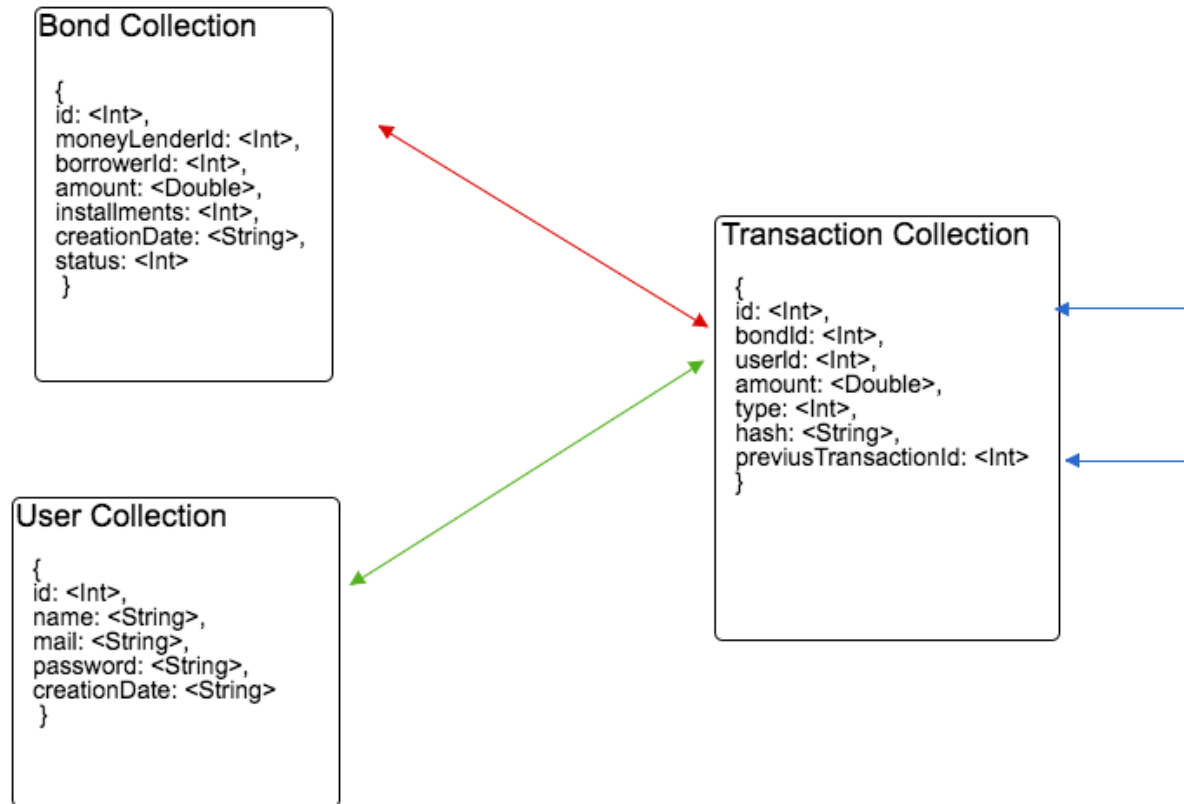 Bond Collection
{
id: <Int>,
moneyLenderId: <Int>,
borrowerId: <Int>,
amount: <Double>,
installments: <Int>,
creationDate: <String>,
status: <Int>
}
Transaction Collection
{
id: <Int>,
bondId: <Int>,
userId: <Int>,
amount: <Double>,
type: <Int>,
hash: <String>,
previusTransactionId: <Int>
}
User Collection
{
id: <Int>,
name: <String>,
mail: <String>,
password: <String>,
creationDate: <String>
}